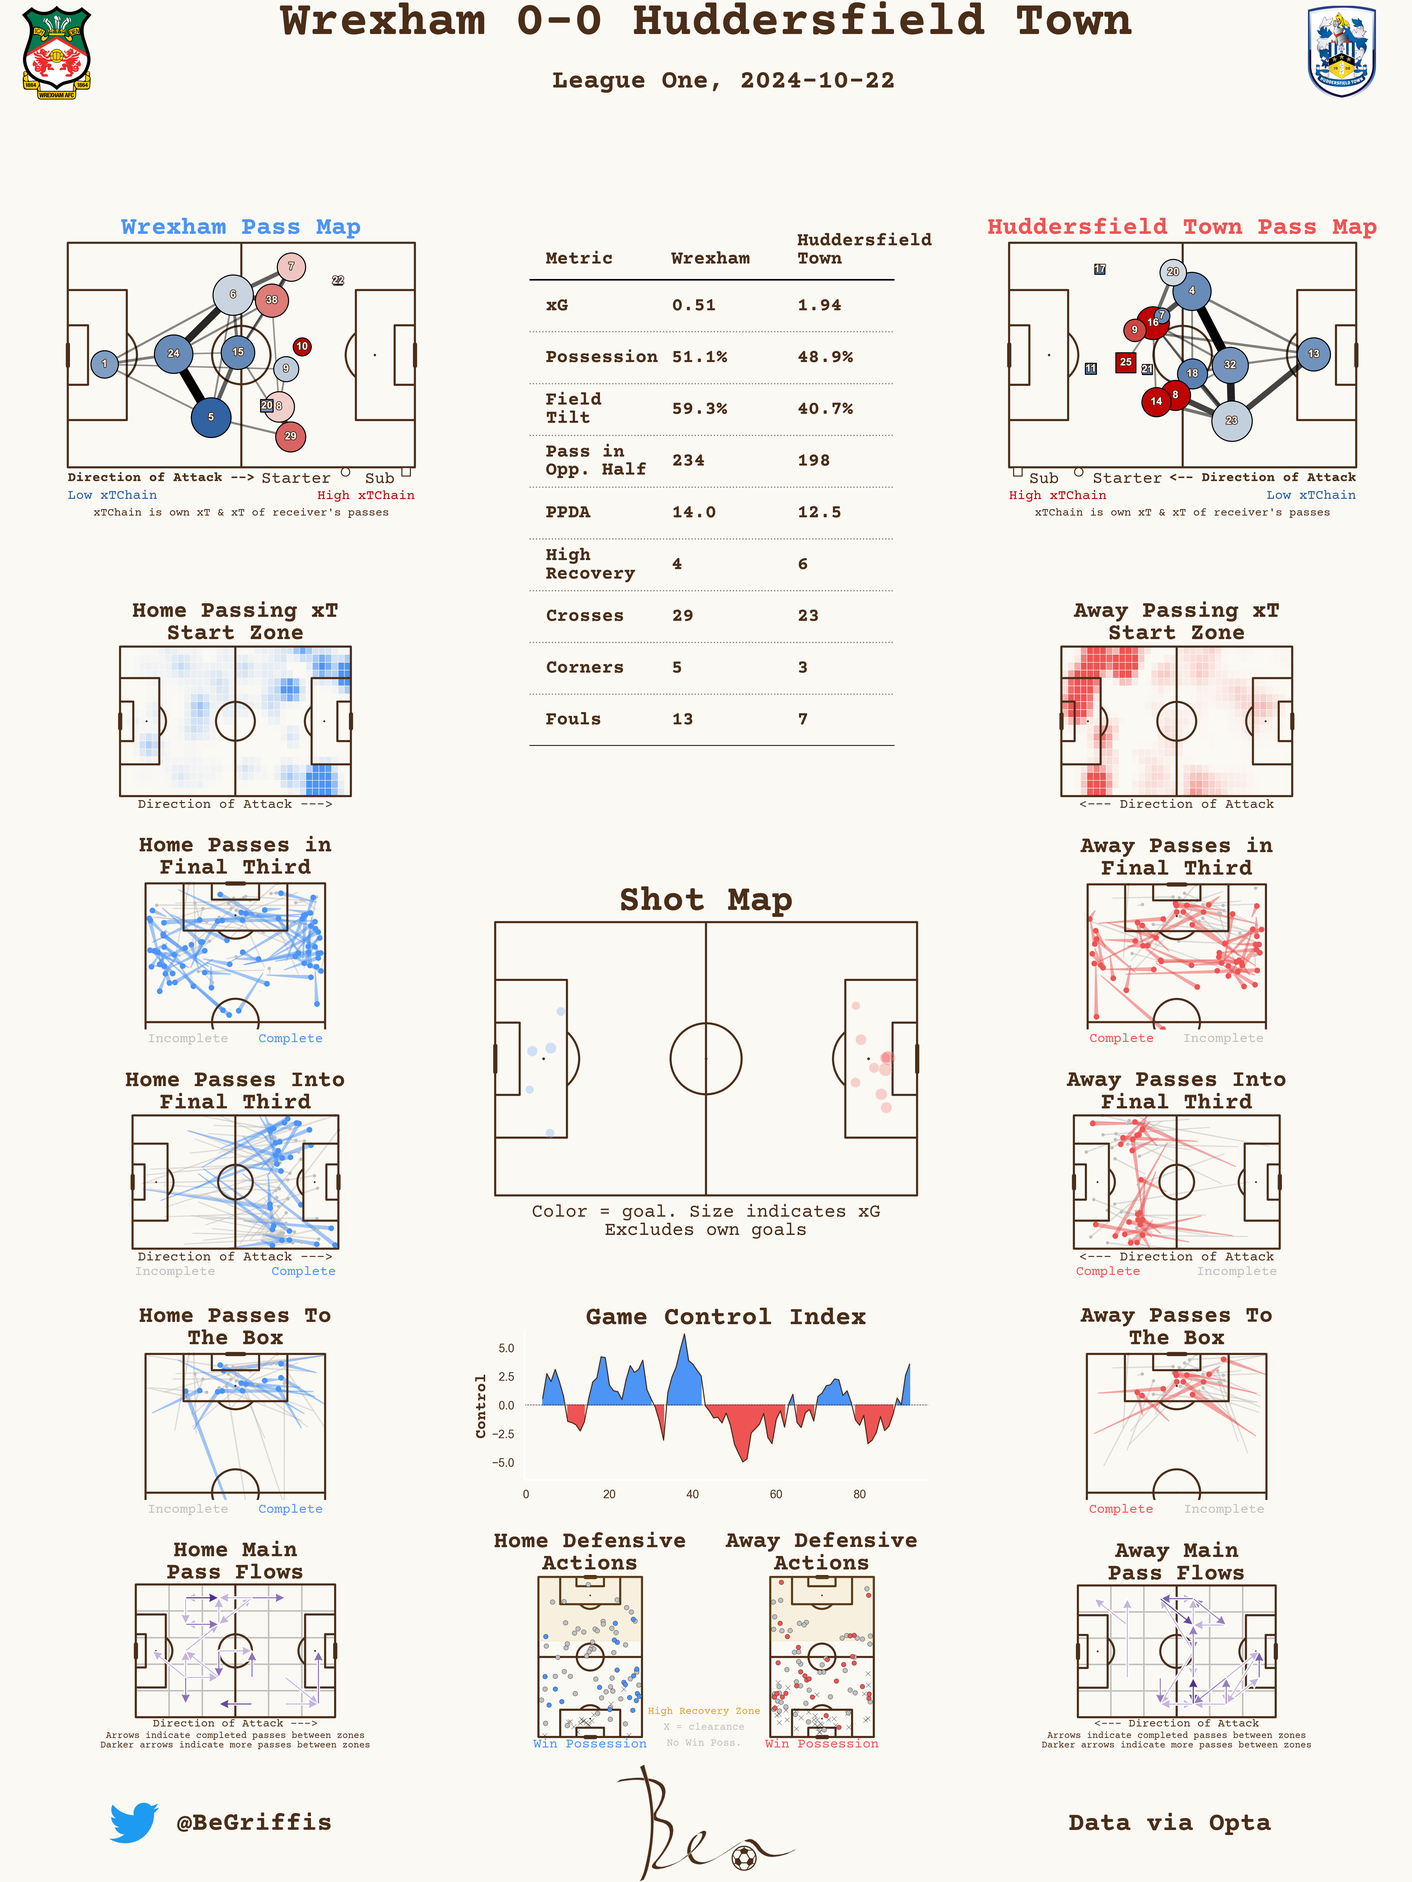 Wrexham 0-0 Huddersfield Town
League One, 2024-10-22
1864 1864
WREXHAM AFC
HUDDERSFIELD TOWN
Wrexham Pass Map
7
22
6
38
10
24
15
1
9
20
8
5
29
Direction of Attack --> Starter Sub
Low xTChain High xTChain
xTChain is own xT & xT of receiver's passes
Metric Wrexham Huddersfield Town
xG 0.51 1.94
Possession 51.1% 48.9%
Field Tilt 59.3% 40.7%
Pass in Opp. Half 234 198
PPDA 14.0 12.5
High Recovery 4 6
Crosses 29 23
Corners 5 3
Fouls 13 7
Huddersfield Town Pass Map
17
20
4
7
16
9
13
25
11
21
18
32
14
8
23
Sub Starter <-- Direction of Attack
High xTChain Low xTChain
xTChain is own xT & xT of receiver's passes
Home Passing xT
Start Zone
Direction of Attack --->
Away Passing xT
Start Zone
<--- Direction of Attack
Home Passes in
Final Third
Incomplete Complete
Away Passes in
Final Third
Complete Incomplete
Shot Map
Color = goal. Size indicates xG
Excludes own goals
Home Passes Into
Final Third
Direction of Attack --->
Incomplete Complete
Away Passes Into
Final Third
<--- Direction of Attack
Complete Incomplete
Home Passes To
The Box
Incomplete Complete
Game Control Index
Control
5.0
2.5
0.0
−2.5
−5.0
0 20 40 60 80
Away Passes To
The Box
Complete Incomplete
Home Main
Pass Flows
Direction of Attack --->
Arrows indicate completed passes between zones
Darker arrows indicate more passes between zones
Home Defensive
Actions
Win Possession
High Recovery Zone
X = clearance
No Win Poss.
Away Defensive
Actions
Win Possession
Away Main
Pass Flows
<--- Direction of Attack
Arrows indicate completed passes between zones
Darker arrows indicate more passes between zones
@BeGriffis
Ben
Data via Opta